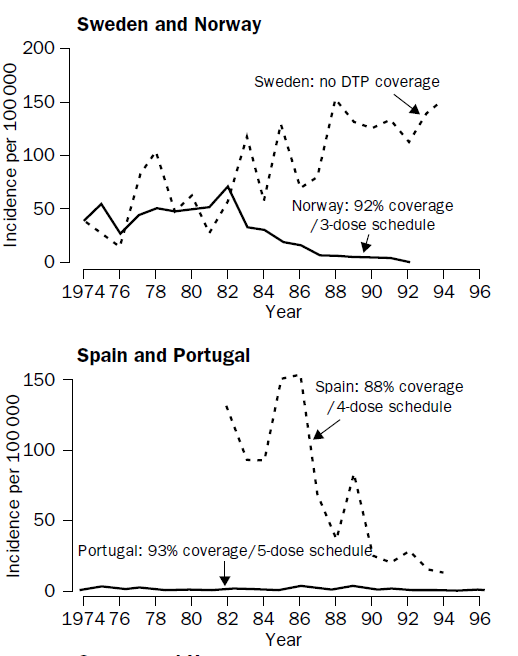 Sweden and Norway
Incidence per 100 000
200
150
100
50
0
Sweden: no DTP coverage
Norway: 92% coverage
/3-dose schedule
1974 76 78 80 82 84 86 88 90 92 94 96
Year
Spain and Portugal
Incidence per 100 000
150
100
50
0
Spain: 88% coverage
/4-dose schedule
Portugal: 93% coverage/5-dose schedule
1974 76 78 80 82 84 86 88 90 92 94 96
Year